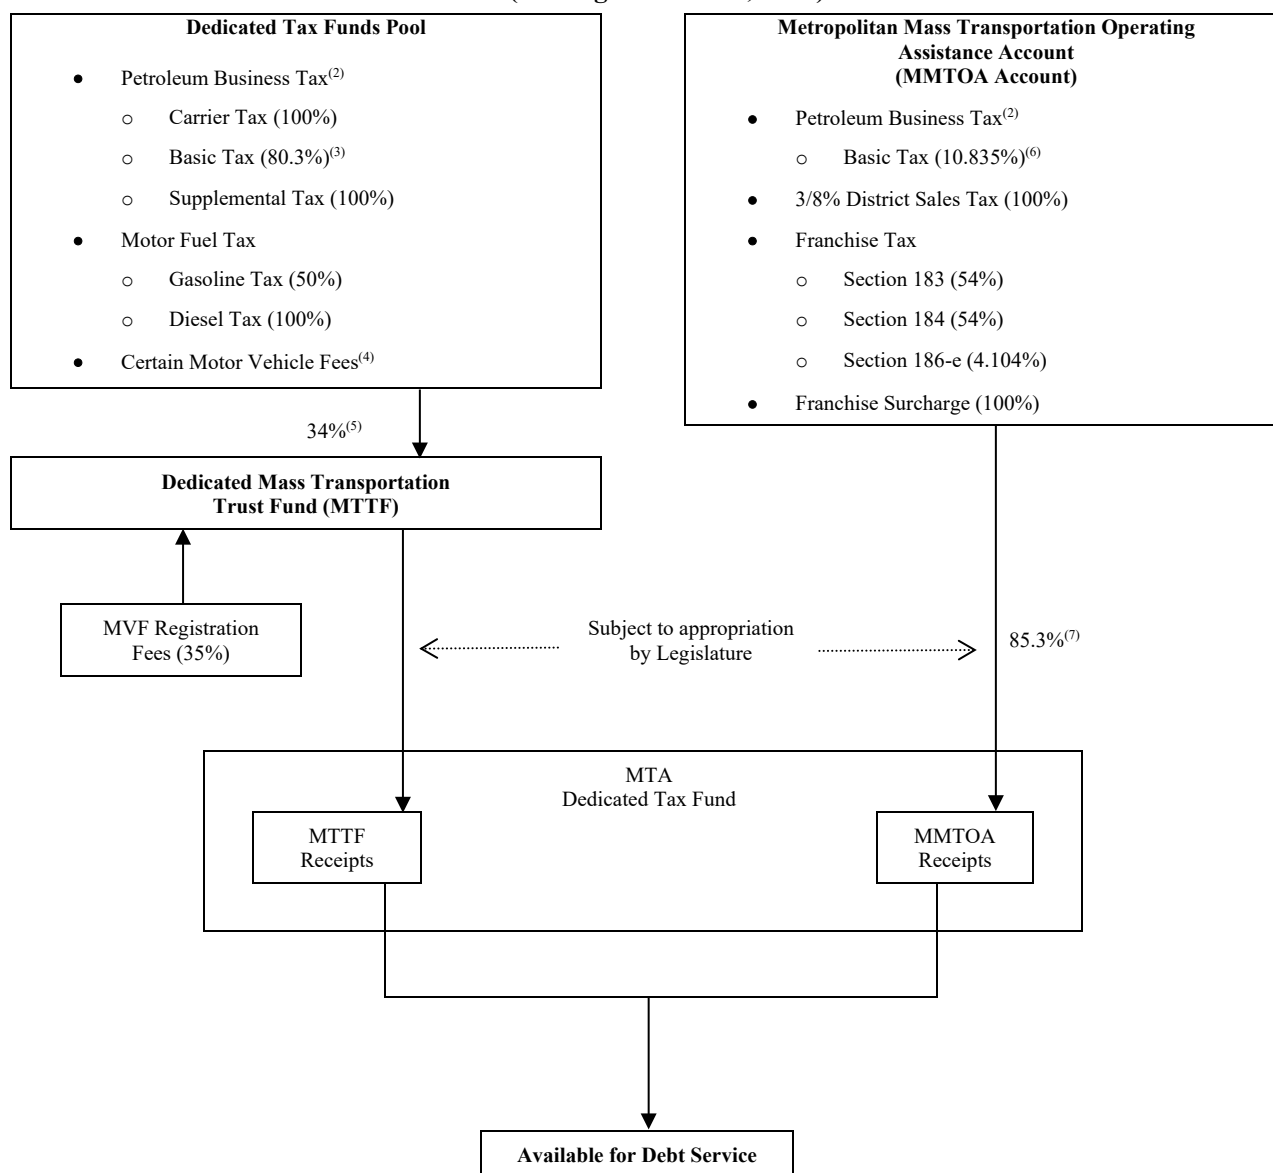 Dedicated Tax Funds Pool
● Petroleum Business Tax(2)
o Carrier Tax (100%)
o Basic Tax (80.3%)(3)
o Supplemental Tax (100%)
● Motor Fuel Tax
o Gasoline Tax (50%)
o Diesel Tax (100%)
● Certain Motor Vehicle Fees(4)
Metropolitan Mass Transportation Operating
Assistance Account
(MMTOA Account)
● Petroleum Business Tax(2)
o Basic Tax (10.835%)(6)
● 3/8% District Sales Tax (100%)
● Franchise Tax
o Section 183 (54%)
o Section 184 (54%)
o Section 186-e (4.104%)
● Franchise Surcharge (100%)
34%(5)
Dedicated Mass Transportation
Trust Fund (MTTF)
MVF Registration
Fees (35%)
Subject to appropriation
by Legislature
85.3%(7)
MTA
Dedicated Tax Fund
MTTF
Receipts
MMTOA
Receipts
Available for Debt Service